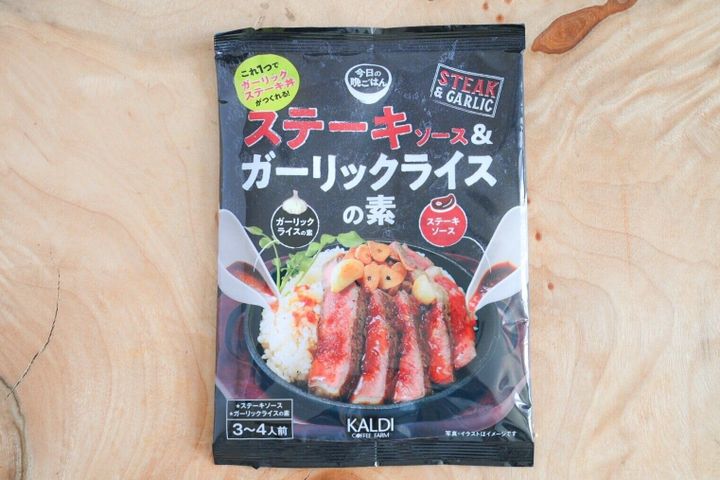 これ1つで
ガーリック
ステーキ丼
がつくれる!
今日の
晩ごはん
STEAK
& GARLIC
ステーキソース&
ガーリックライス
の素
ガーリック
ライスの素
ステーキ
ソース
●ステーキソース
●ガーリックライスの素
3〜4人前
KALDI
COFFEE FARM
写真・イラストはイメージです